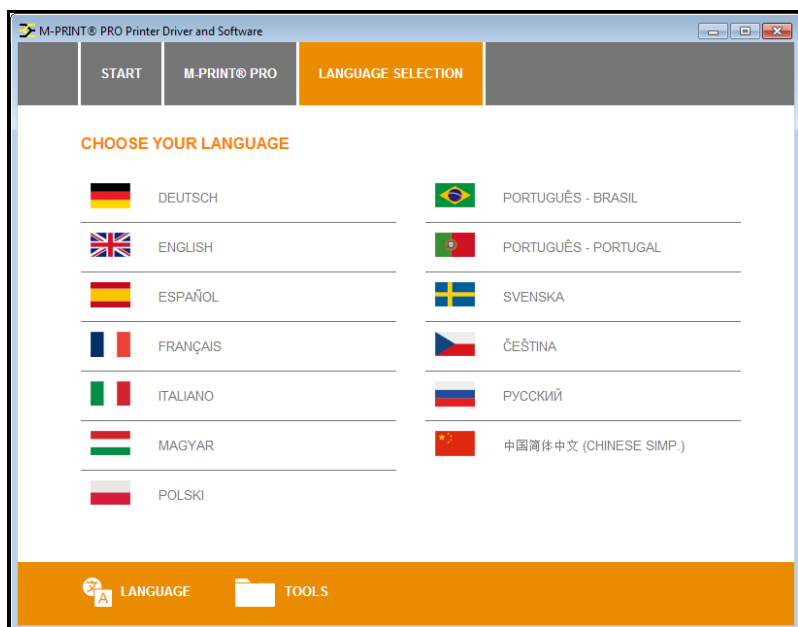 M-PRINT® PRO Printer Driver and Software
START
M-PRINT® PRO
LANGUAGE SELECTION
CHOOSE YOUR LANGUAGE
DEUTSCH
ENGLISH
ESPAÑOL
FRANÇAIS
ITALIANO
MAGYAR
POLSKI
PORTUGUÊS - BRASIL
PORTUGUÊS - PORTUGAL
SVENSKA
ČEŠTINA
РУССКИЙ
中国简体中文 (CHINESE SIMP.)
LANGUAGE
TOOLS